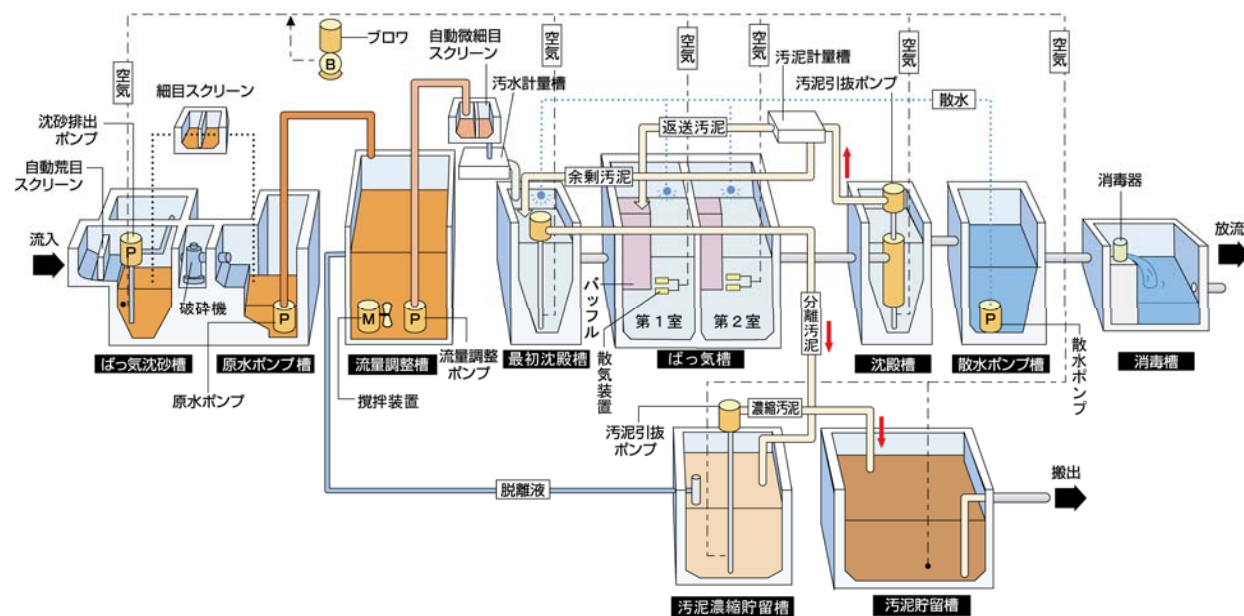 ブロワ
B
空気
空気
空気
空気
空気
空気
自動微細目
スクリーン
汚水計量槽
汚泥計量槽
汚泥引抜ポンプ
散水
細目スクリーン
沈砂排出
ポンプ
自動荒目
スクリーン
返送汚泥
余剰汚泥
消毒器
流入
放流
P
破砕機
P
M
P
バッフル
第1室
第2室
散気装置
分離汚泥
P
散水ポンプ
ばっ気沈砂槽
原水ポンプ槽
流量調整槽
流量調整
ポンプ
最初沈殿槽
ばっ気槽
沈殿槽
散水ポンプ槽
消毒槽
原水ポンプ
撹拌装置
汚泥引抜
ポンプ
濃縮汚泥
脱離液
搬出
汚泥濃縮貯留槽
汚泥貯留槽